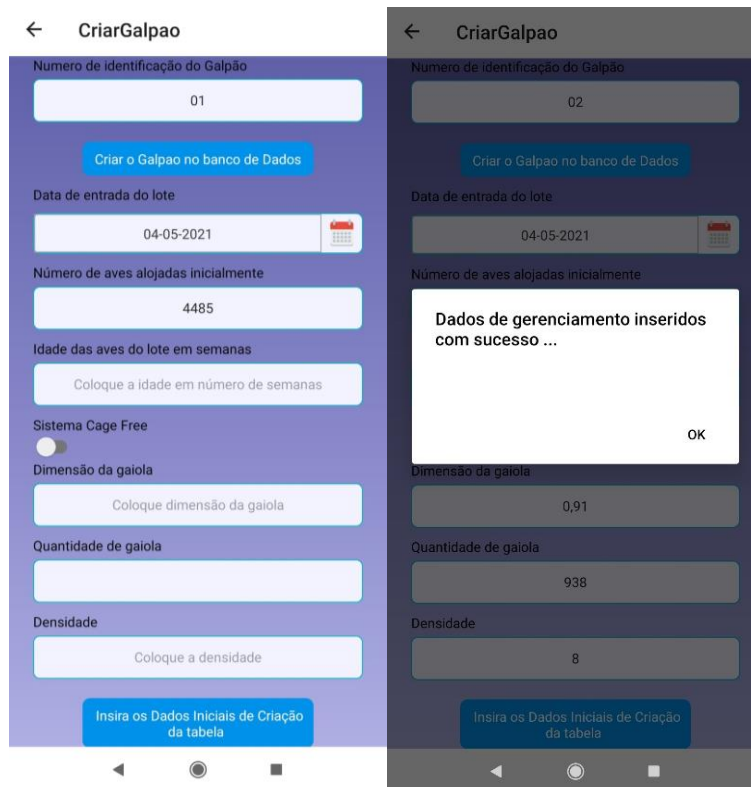 CriarGalpao
Numero de identificação do Galpão
01
Criar o Galpao no banco de Dados
Data de entrada do lote
04-05-2021
Número de aves alojadas inicialmente
4485
Idade das aves do lote em semanas
Coloque a idade em número de semanas
Sistema Cage Free
Dimensão da gaiola
Coloque dimensão da gaiola
Quantidade de gaiola
Densidade
Coloque a densidade
Insira os Dados Iniciais de Criação
da tabela
CriarGalpao
Numero de identificação do Galpão
02
Criar o Galpao no banco de Dados
Data de entrada do lote
04-05-2021
Número de aves alojadas inicialmente
Dados de gerenciamento inseridos
com sucesso ...
OK
Dimensão da gaiola
0,91
Quantidade de gaiola
938
Densidade
8
Insira os Dados Iniciais de Criação
da tabela